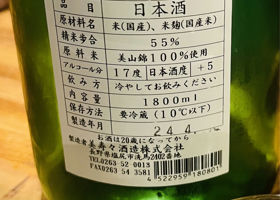 品目 日本酒
原材料名 米(国産)、米麹(国産米)
精米歩合 55%
原料米 美山錦100%使用
アルコール分 17度 日本酒度 +5
飲み方 冷やしてお飲みください
内容量 1800ml
保存方法 要冷蔵(10℃以下)
製造年月 24.4.
お酒は20歳になってから
製造者 美寿々酒造株式会社
長野県塩尻市洗馬2402番地
TEL0263 52 0013
FAX0263 54 3581
4522959180801